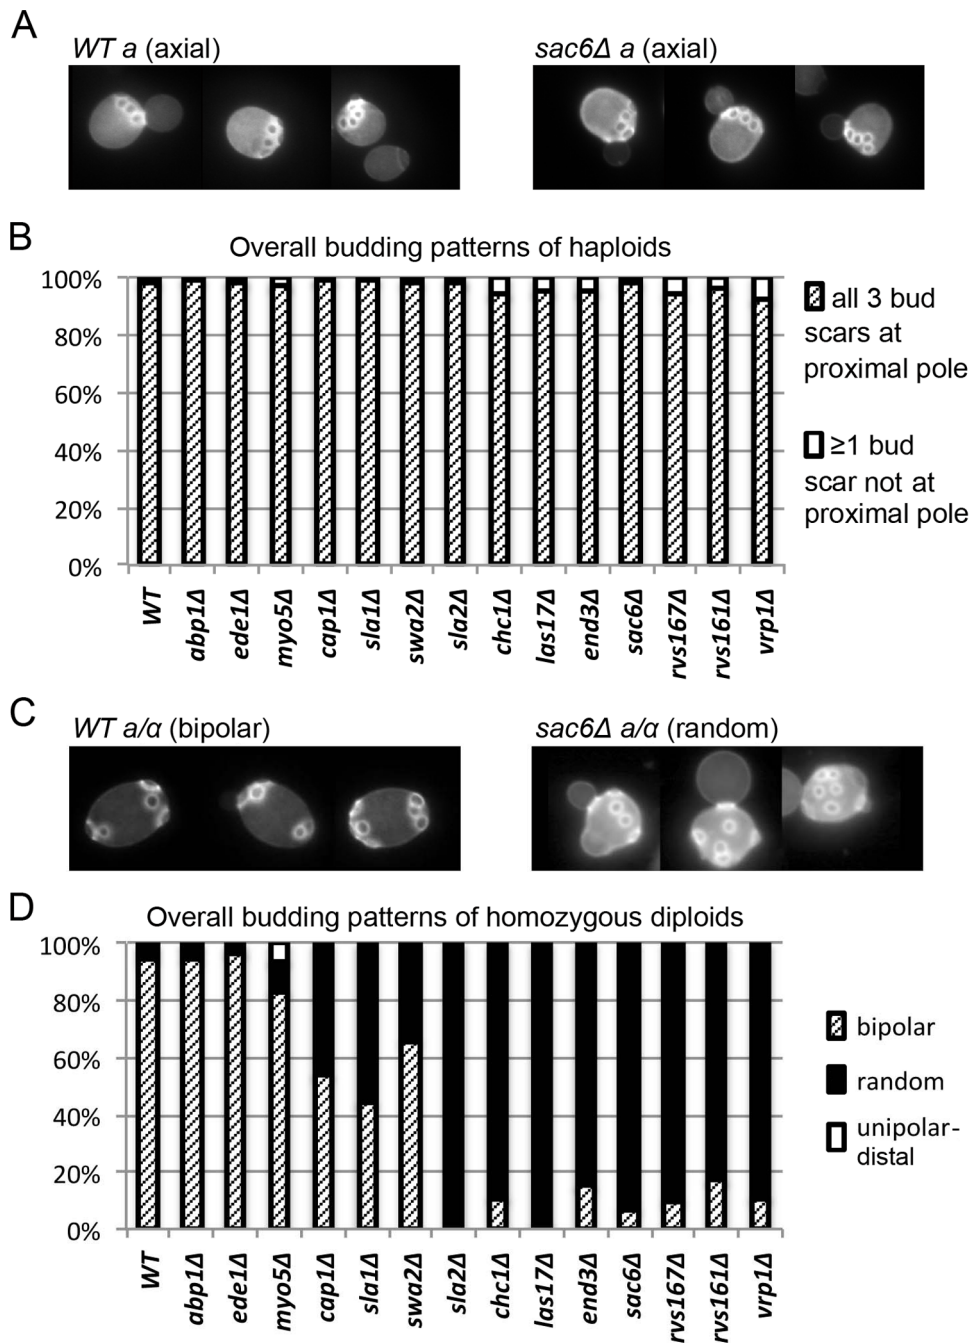 A
WT a (axial)
sac6Δ a (axial)
B
Overall budding patterns of haploids
100%
80%
60%
40%
20%
0%
WT
abp1Δ
ede1Δ
myo5Δ
cap1Δ
sla1Δ
swa2Δ
sla2Δ
chc1Δ
las17Δ
end3Δ
sac6Δ
rvs167Δ
rvs161Δ
vrp1Δ
all 3 bud
scars at
proximal pole
≥1 bud
scar not at
proximal pole
C
WT a/α (bipolar)
sac6Δ a/α (random)
D
Overall budding patterns of homozygous diploids
100%
80%
60%
40%
20%
0%
WT
abp1Δ
ede1Δ
myo5Δ
cap1Δ
sla1Δ
swa2Δ
sla2Δ
chc1Δ
las17Δ
end3Δ
sac6Δ
rvs167Δ
rvs161Δ
vrp1Δ
bipolar
random
unipolar-
distal